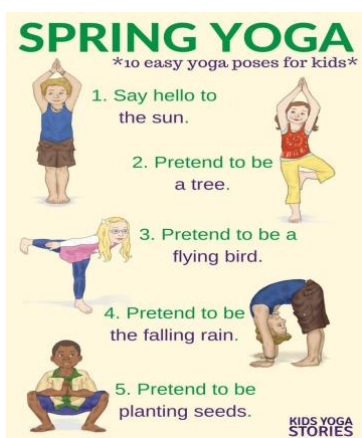 SPRING YOGA
*10 easy yoga poses for kids*
1. Say hello to
the sun.
2. Pretend to be
a tree.
3. Pretend to be a
flying bird.
4. Pretend to be
the falling rain.
5. Pretend to be
planting seeds.
KIDS YOGA
STORIES